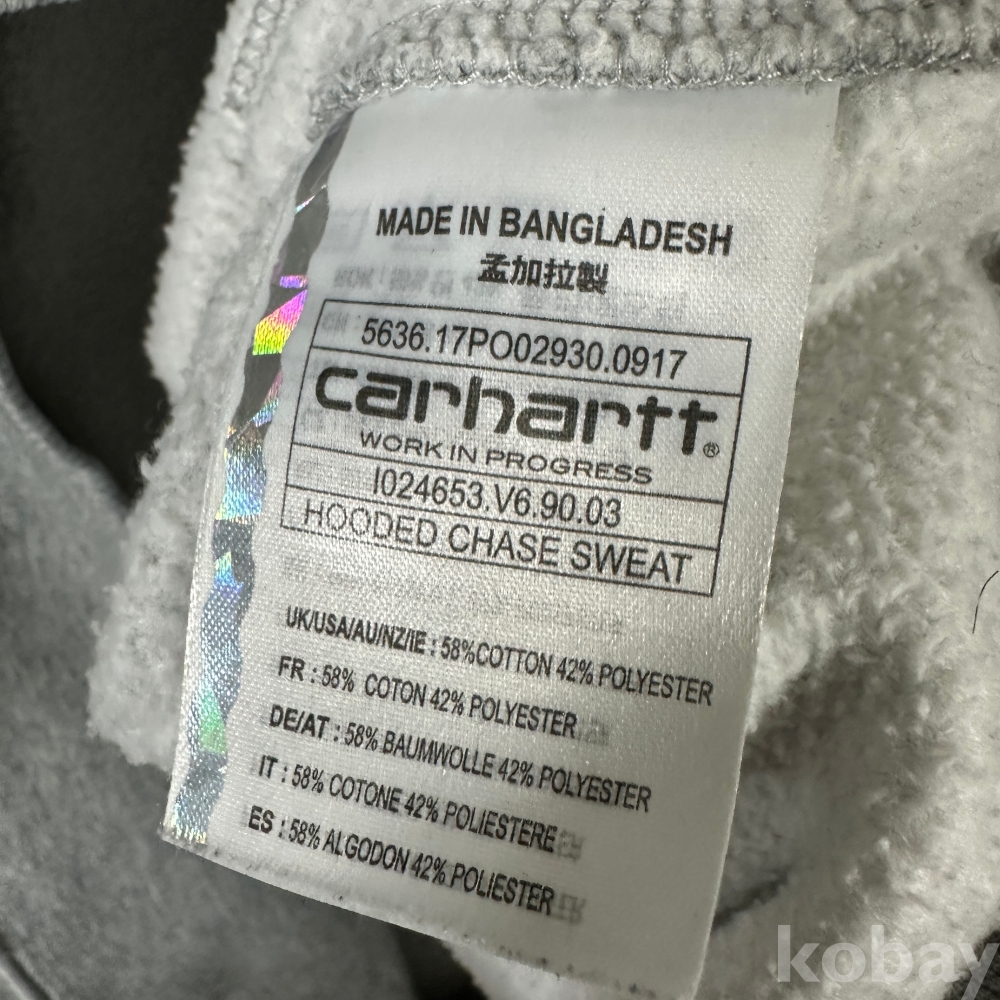 MADE IN BANGLADESH
孟加拉製
5636.17PO02930.0917
carhartt®
WORK IN PROGRESS
I024653.V6.90.03
HOODED CHASE SWEAT
UK/USA/AU/NZ/IE : 58%COTTON 42% POLYESTER
FR : 58% COTON 42% POLYESTER
DE/AT : 58% BAUMWOLLE 42% POLYESTER
IT : 58% COTONE 42% POLIESTERE
ES : 58% ALGODON 42% POLIESTER
kobay